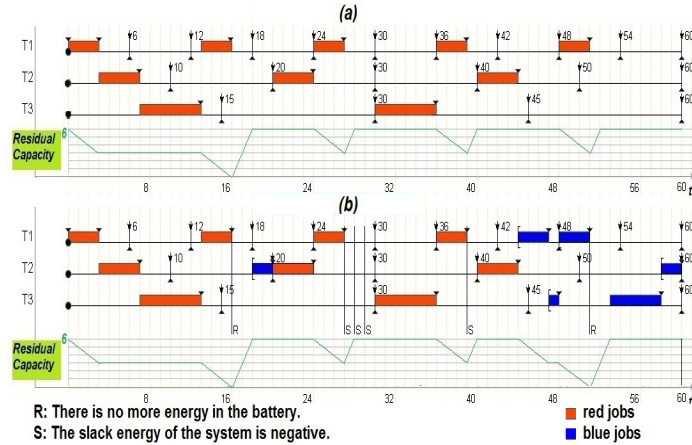 (a)
T1 6 12 18 24 30 36 42 48 54 60
T2 10 20 30 40 50 60
T3 15 30 45 60
Residual Capacity 6
8 16 24 32 40 48 56 60 t
(b)
T1 6 12 18 24 30 36 42 48 54 60
T2 10 20 30 40 50 60
T3 15 30 45 60
R S S S S R
Residual Capacity 6
8 16 24 32 40 48 56 60 t
R: There is no more energy in the battery.
red jobs
S: The slack energy of the system is negative.
blue jobs